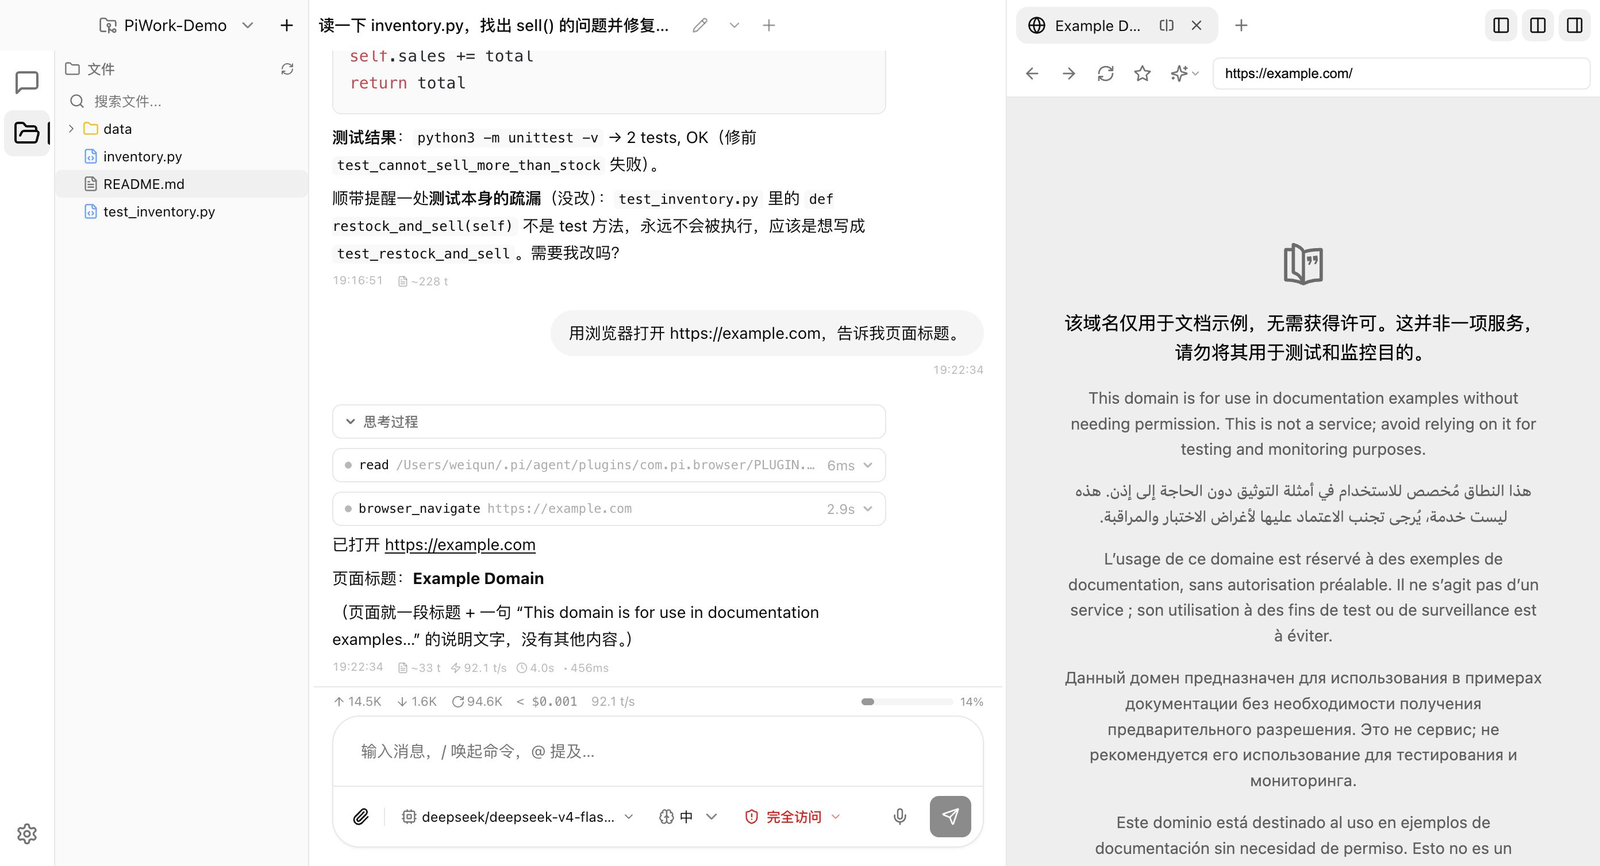 PiWork-Demo
文件
搜索文件...
data
inventory.py
README.md
test_inventory.py
读一下 inventory.py，找出 sell() 的问题并修复...
self.sales += total
return total
测试结果： python3 -m unittest -v → 2 tests, OK（修前
test_cannot_sell_more_than_stock 失败）。
顺带提醒一处测试本身的疏漏（没改）： test_inventory.py 里的 def
restock_and_sell(self) 不是 test 方法，永远不会被执行，应该是想写成
test_restock_and_sell 。需要我改吗？
19:16:51 ~228 t
用浏览器打开 https://example.com，告诉我页面标题。
19:22:34
思考过程
read /Users/weiqun/.pi/agent/plugins/com.pi.browser/PLUGIN.... 6ms
browser_navigate https://example.com 2.9s
已打开 https://example.com
页面标题：Example Domain
（页面就一段标题 + 一句 “This domain is for use in documentation
examples...” 的说明文字，没有其他内容。）
19:22:34 ~33 t 92.1 t/s 4.0s · 456ms
↑ 14.5K ↓ 1.6K 94.6K < $0.001 92.1 t/s 14%
输入消息，/ 唤起命令，@ 提及...
deepseek/deepseek-v4-flas... 中 完全访问
Example D...
https://example.com/
该域名仅用于文档示例，无需获得许可。这并非一项服务，
请勿将其用于测试和监控目的。
This domain is for use in documentation examples without
needing permission. This is not a service; avoid relying on it for
testing and monitoring purposes.
هذا النطاق مُخصص للاستخدام في أمثلة التوثيق دون الحاجة إلى إذن. هذه
ليست خدمة، يُرجى تجنب الاعتماد عليها لأغراض الاختبار والمراقبة.
L’usage de ce domaine est réservé à des exemples de
documentation, sans autorisation préalable. Il ne s’agit pas d’un
service ; son utilisation à des fins de test ou de surveillance est
à éviter.
Данный домен предназначен для использования в примерах
документации без необходимости получения
предварительного разрешения. Это не сервис; не
рекомендуется его использование для тестирования и
мониторинга.
Este dominio está destinado al uso en ejemplos de
documentación sin necesidad de permiso. Esto no es un